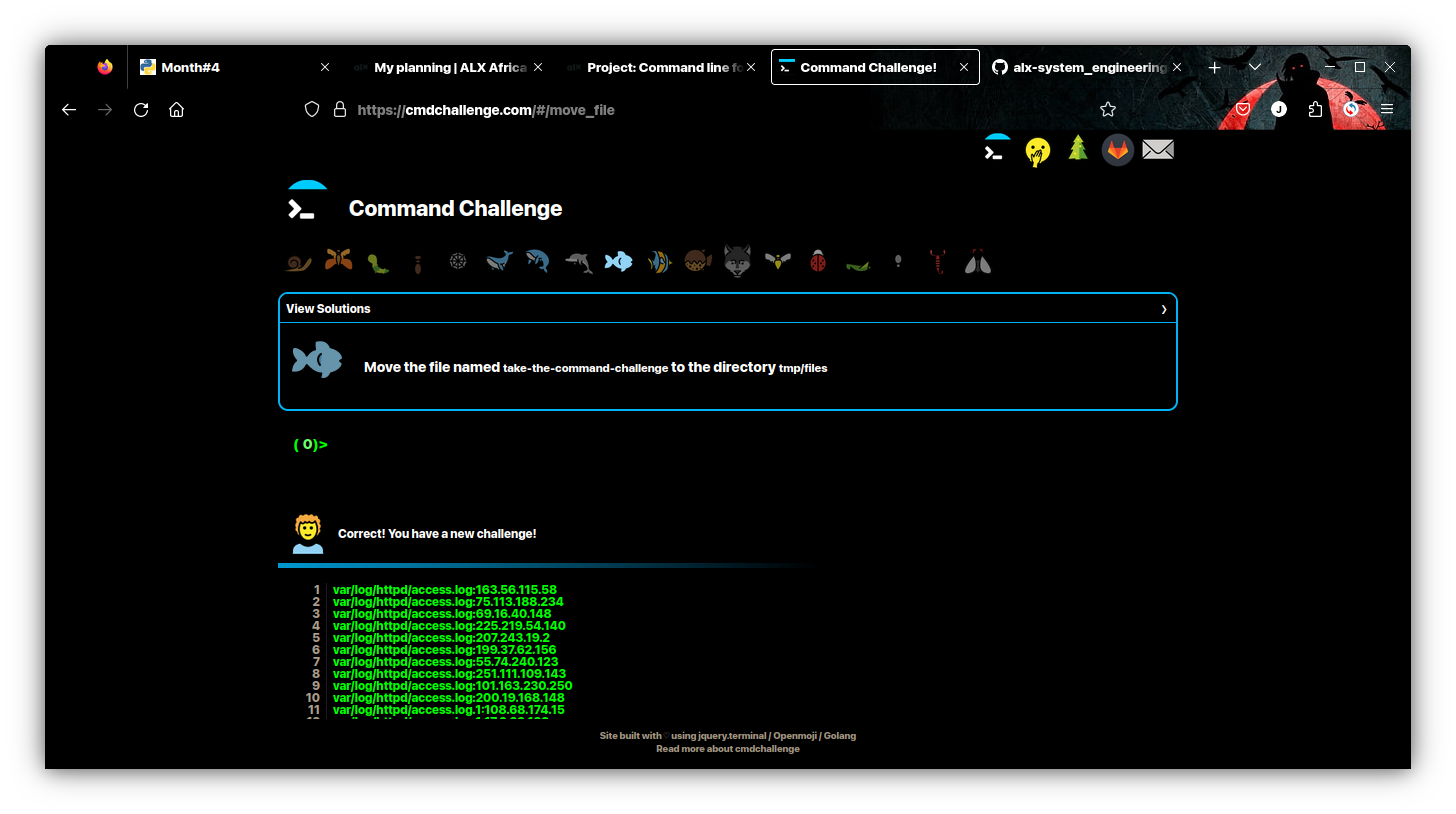 Month#4
My planning | ALX Africa
Project: Command line fo
Command Challenge!
alx-system_engineering
https://cmdchallenge.com/#/move_file
J
Command Challenge
View Solutions
Move the file named take-the-command-challenge to the directory tmp/files
( 0)>
Correct! You have a new challenge!
1 var/log/httpd/access.log:163.56.115.58
2 var/log/httpd/access.log:75.113.188.234
3 var/log/httpd/access.log:69.16.40.148
4 var/log/httpd/access.log:225.219.54.140
5 var/log/httpd/access.log:207.243.19.2
6 var/log/httpd/access.log:199.37.62.156
7 var/log/httpd/access.log:55.74.240.123
8 var/log/httpd/access.log:251.111.109.143
9 var/log/httpd/access.log:101.163.230.250
10 var/log/httpd/access.log:200.19.168.148
11 var/log/httpd/access.log.1:108.68.174.15
Site built with ♡ using jquery.terminal / Openmoji / Golang
Read more about cmdchallenge